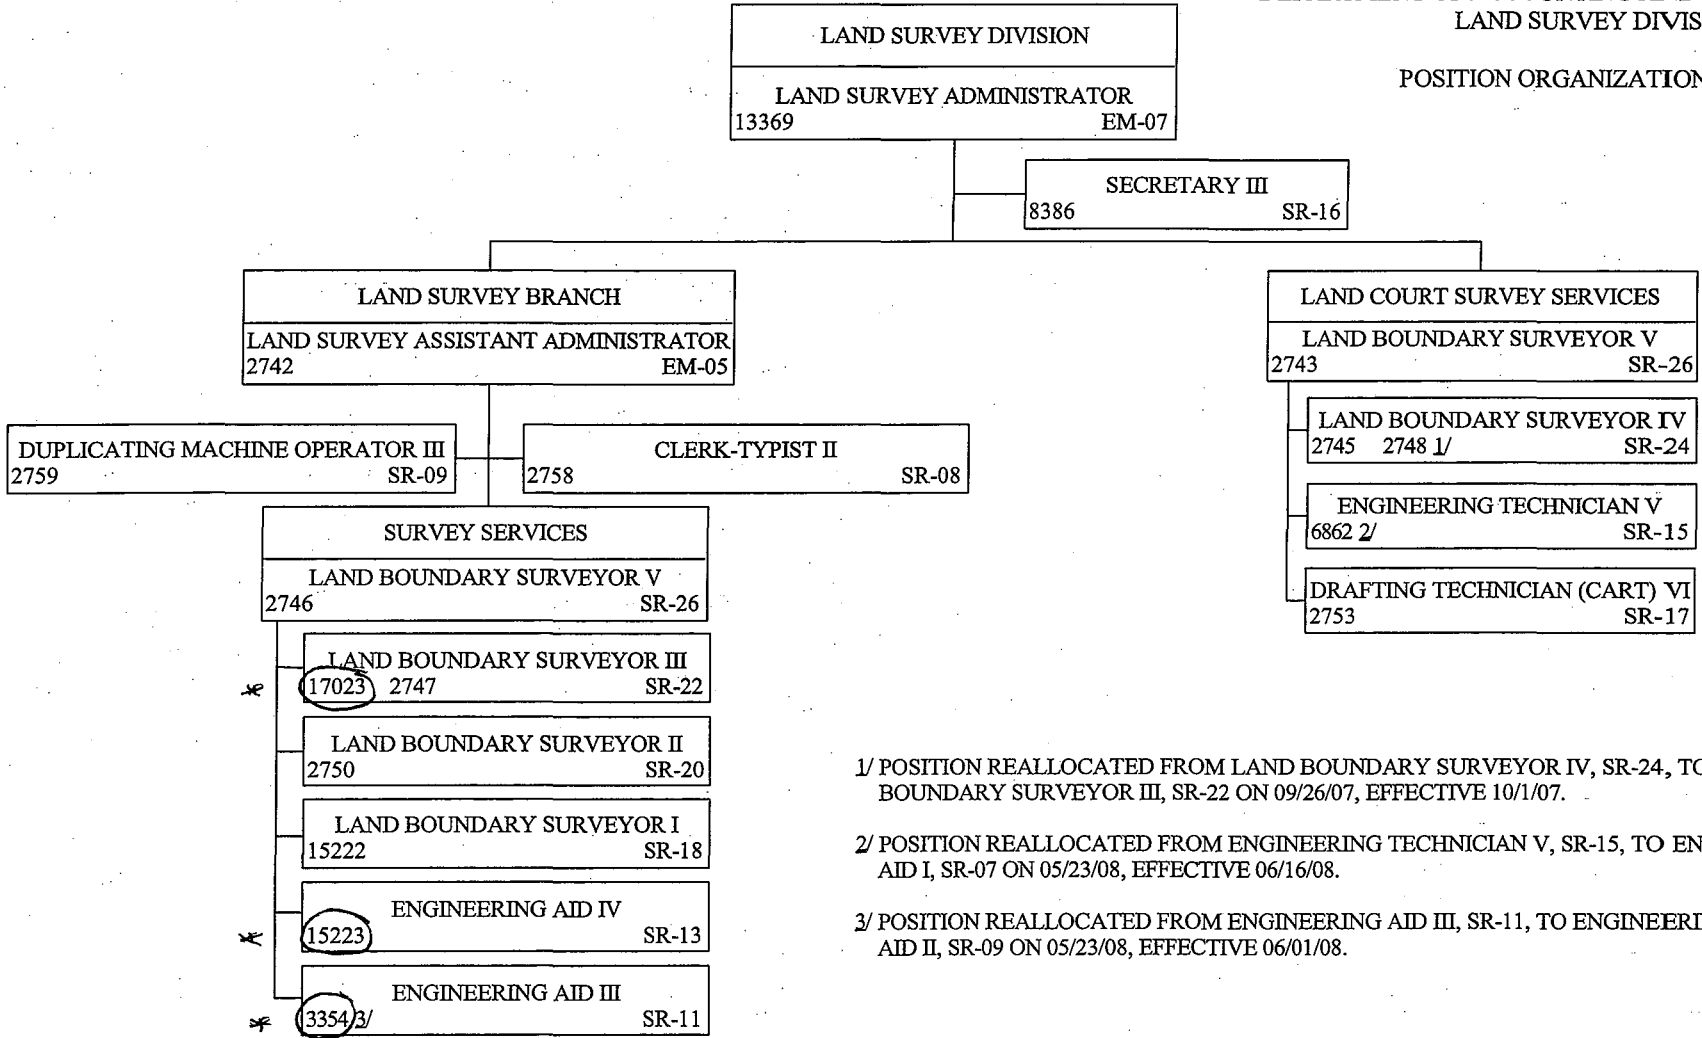 LAND SURVEY DIVIS
POSITION ORGANIZATION
LAND SURVEY DIVISION
LAND SURVEY ADMINISTRATOR
13369 EM-07
SECRETARY III
8386 SR-16
LAND SURVEY BRANCH
LAND SURVEY ASSISTANT ADMINISTRATOR
2742 EM-05
LAND COURT SURVEY SERVICES
LAND BOUNDARY SURVEYOR V
2743 SR-26
DUPLICATING MACHINE OPERATOR III
2759 SR-09
CLERK-TYPIST II
2758 SR-08
LAND BOUNDARY SURVEYOR IV
2745 2748 1/ SR-24
ENGINEERING TECHNICIAN V
6862 2/ SR-15
DRAFTING TECHNICIAN (CART) VI
2753 SR-17
SURVEY SERVICES
LAND BOUNDARY SURVEYOR V
2746 SR-26
LAND BOUNDARY SURVEYOR III
* 17023 2747 SR-22
LAND BOUNDARY SURVEYOR II
2750 SR-20
LAND BOUNDARY SURVEYOR I
15222 SR-18
ENGINEERING AID IV
* 15223 SR-13
ENGINEERING AID III
* 3354 3/ SR-11
1/ POSITION REALLOCATED FROM LAND BOUNDARY SURVEYOR IV, SR-24, TO
BOUNDARY SURVEYOR III, SR-22 ON 09/26/07, EFFECTIVE 10/1/07.
2/ POSITION REALLOCATED FROM ENGINEERING TECHNICIAN V, SR-15, TO EN
AID I, SR-07 ON 05/23/08, EFFECTIVE 06/16/08.
3/ POSITION REALLOCATED FROM ENGINEERING AID III, SR-11, TO ENGINEERI
AID II, SR-09 ON 05/23/08, EFFECTIVE 06/01/08.